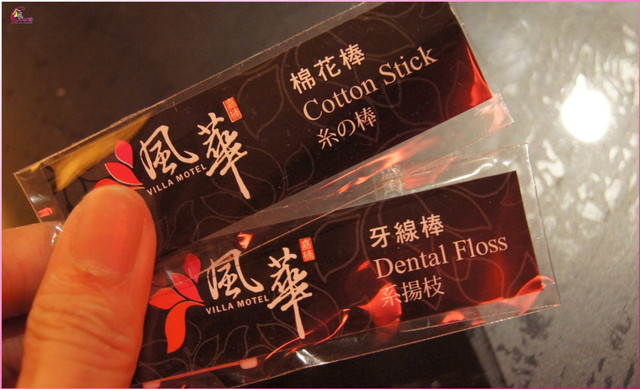 風華
VILLA MOTEL
棉花棒
Cotton Stick
糸の棒
風華
VILLA MOTEL
牙線棒
Dental Floss
糸揚枝